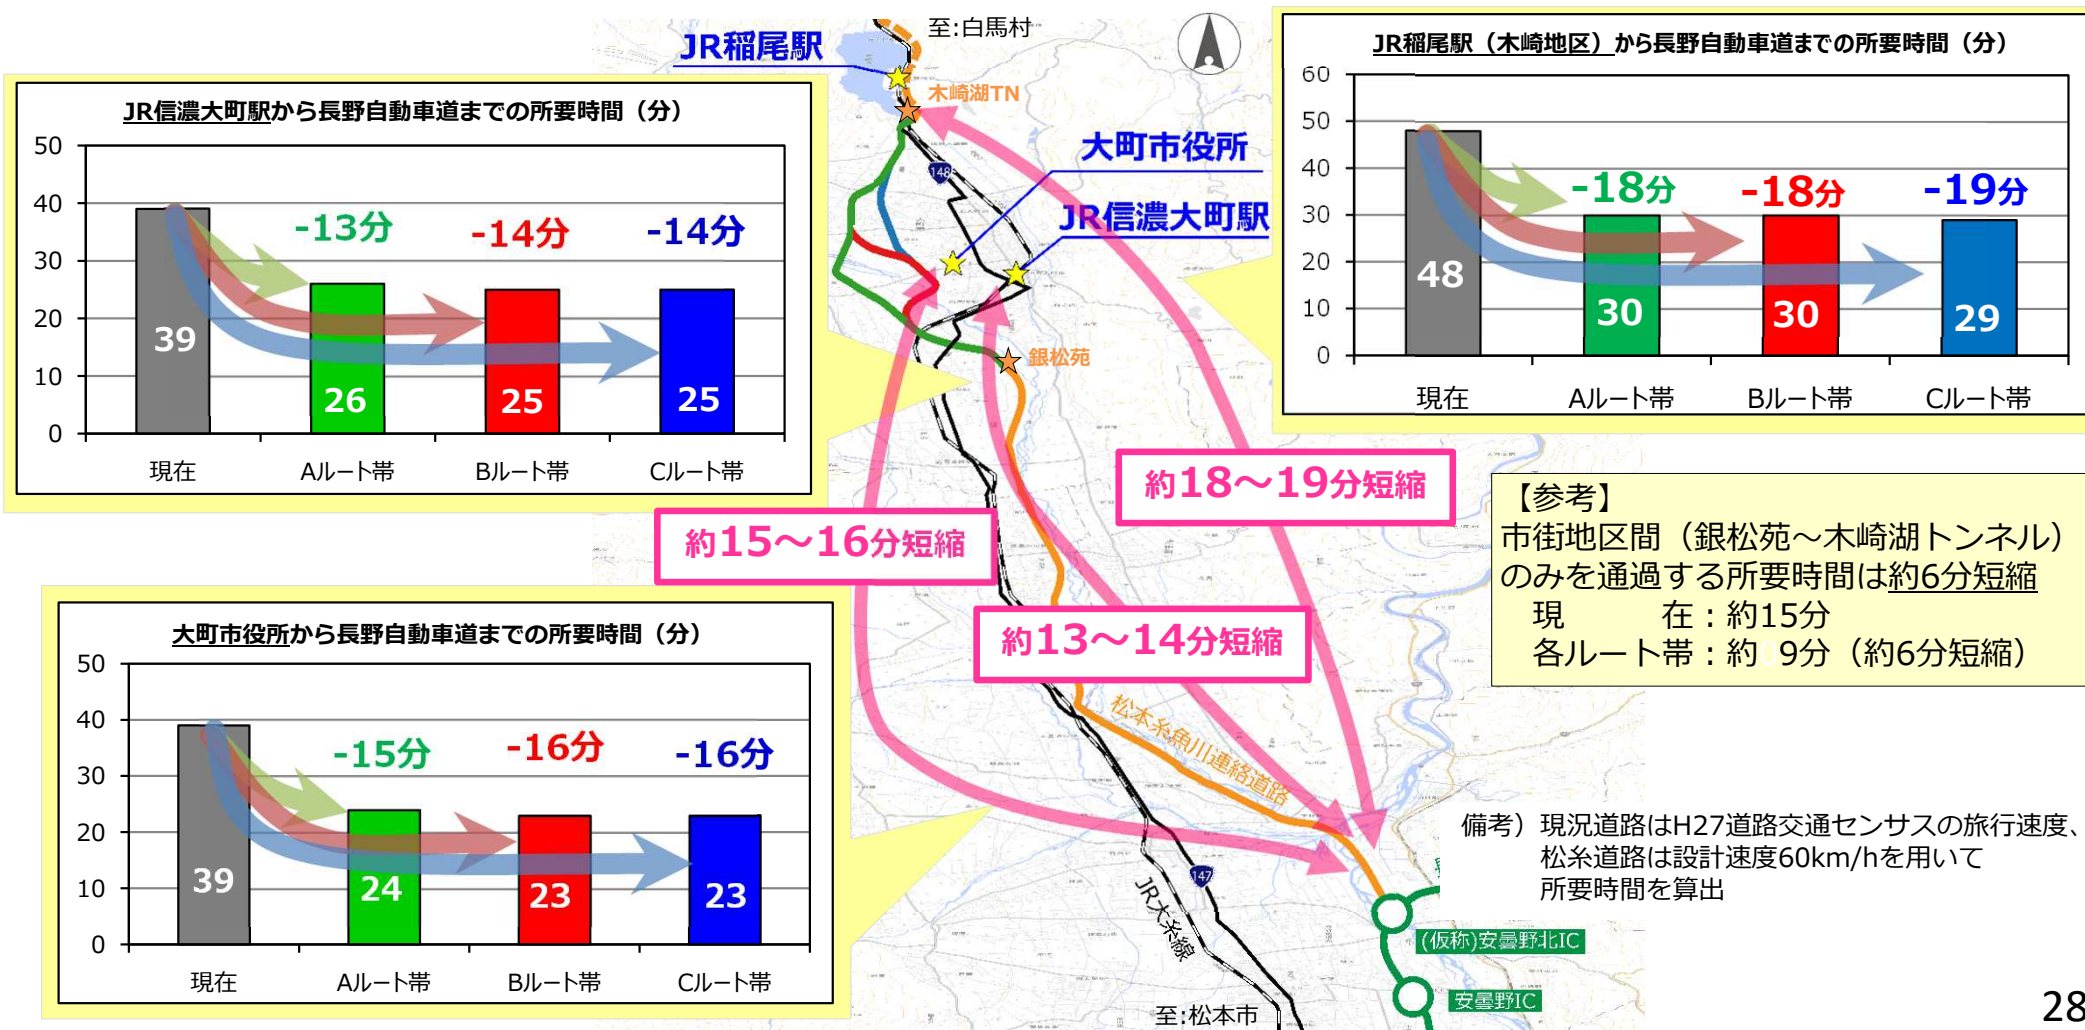 至:白馬村
JR稲尾駅
木崎湖TN
148
大町市役所
JR信濃大町駅
銀松苑
JR信濃大町駅から長野自動車道までの所要時間（分）
50
40
30
20
10
0
-13分
-14分
-14分
39
26
25
25
現在
Aルート帯
Bルート帯
Cルート帯
JR稲尾駅（木崎地区）から長野自動車道までの所要時間（分）
60
50
40
30
20
10
0
-18分
-18分
-19分
48
30
30
29
現在
Aルート帯
Bルート帯
Cルート帯
約18～19分短縮
約15～16分短縮
約13～14分短縮
【参考】
市街地区間（銀松苑～木崎湖トンネル）
のみを通過する所要時間は約6分短縮
現　　　在：約15分
各ルート帯：約09分（約6分短縮）
大町市役所から長野自動車道までの所要時間（分）
50
40
30
20
10
0
-15分
-16分
-16分
39
24
23
23
現在
Aルート帯
Bルート帯
Cルート帯
松本糸魚川連絡道路
147
JR大糸線
備考）現況道路はH27道路交通センサスの旅行速度、
松糸道路は設計速度60km/hを用いて
所要時間を算出
(仮称)安曇野北IC
安曇野IC
至:松本市
28